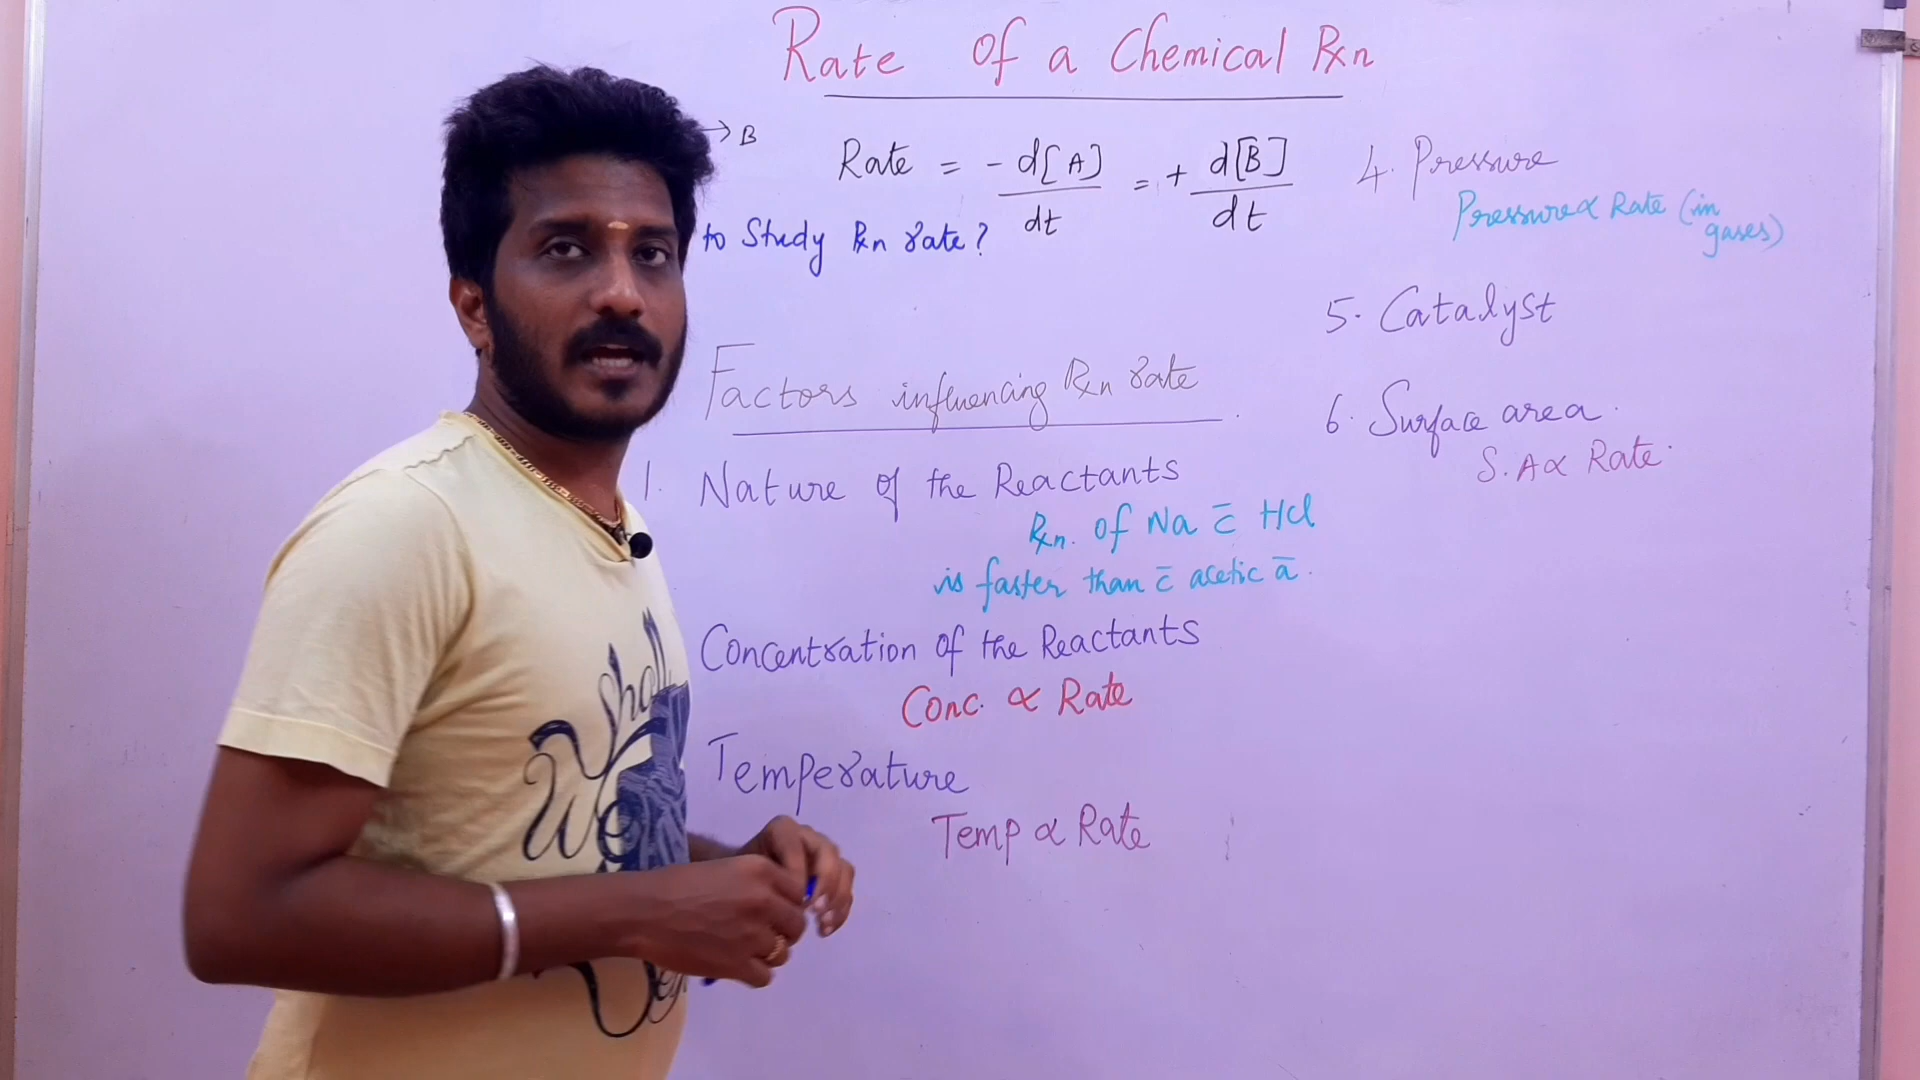 Rate Of a Chemical Rxn
→ B
Rate = - d[A]/dt = + d[B]/dt
to Study Rxn rate?
Factors influencing Rxn rate
1. Nature of the Reactants
Rxn. of Na c̄ HCl
is faster than c̄ acetic ā.
Concentration of the Reactants
Conc. ∝ Rate
Temperature
Temp ∝ Rate
4. Pressure
Pressure ∝ Rate (in
gases)
5. Catalyst
6. Surface area.
S. A ∝ Rate.
Shall
We